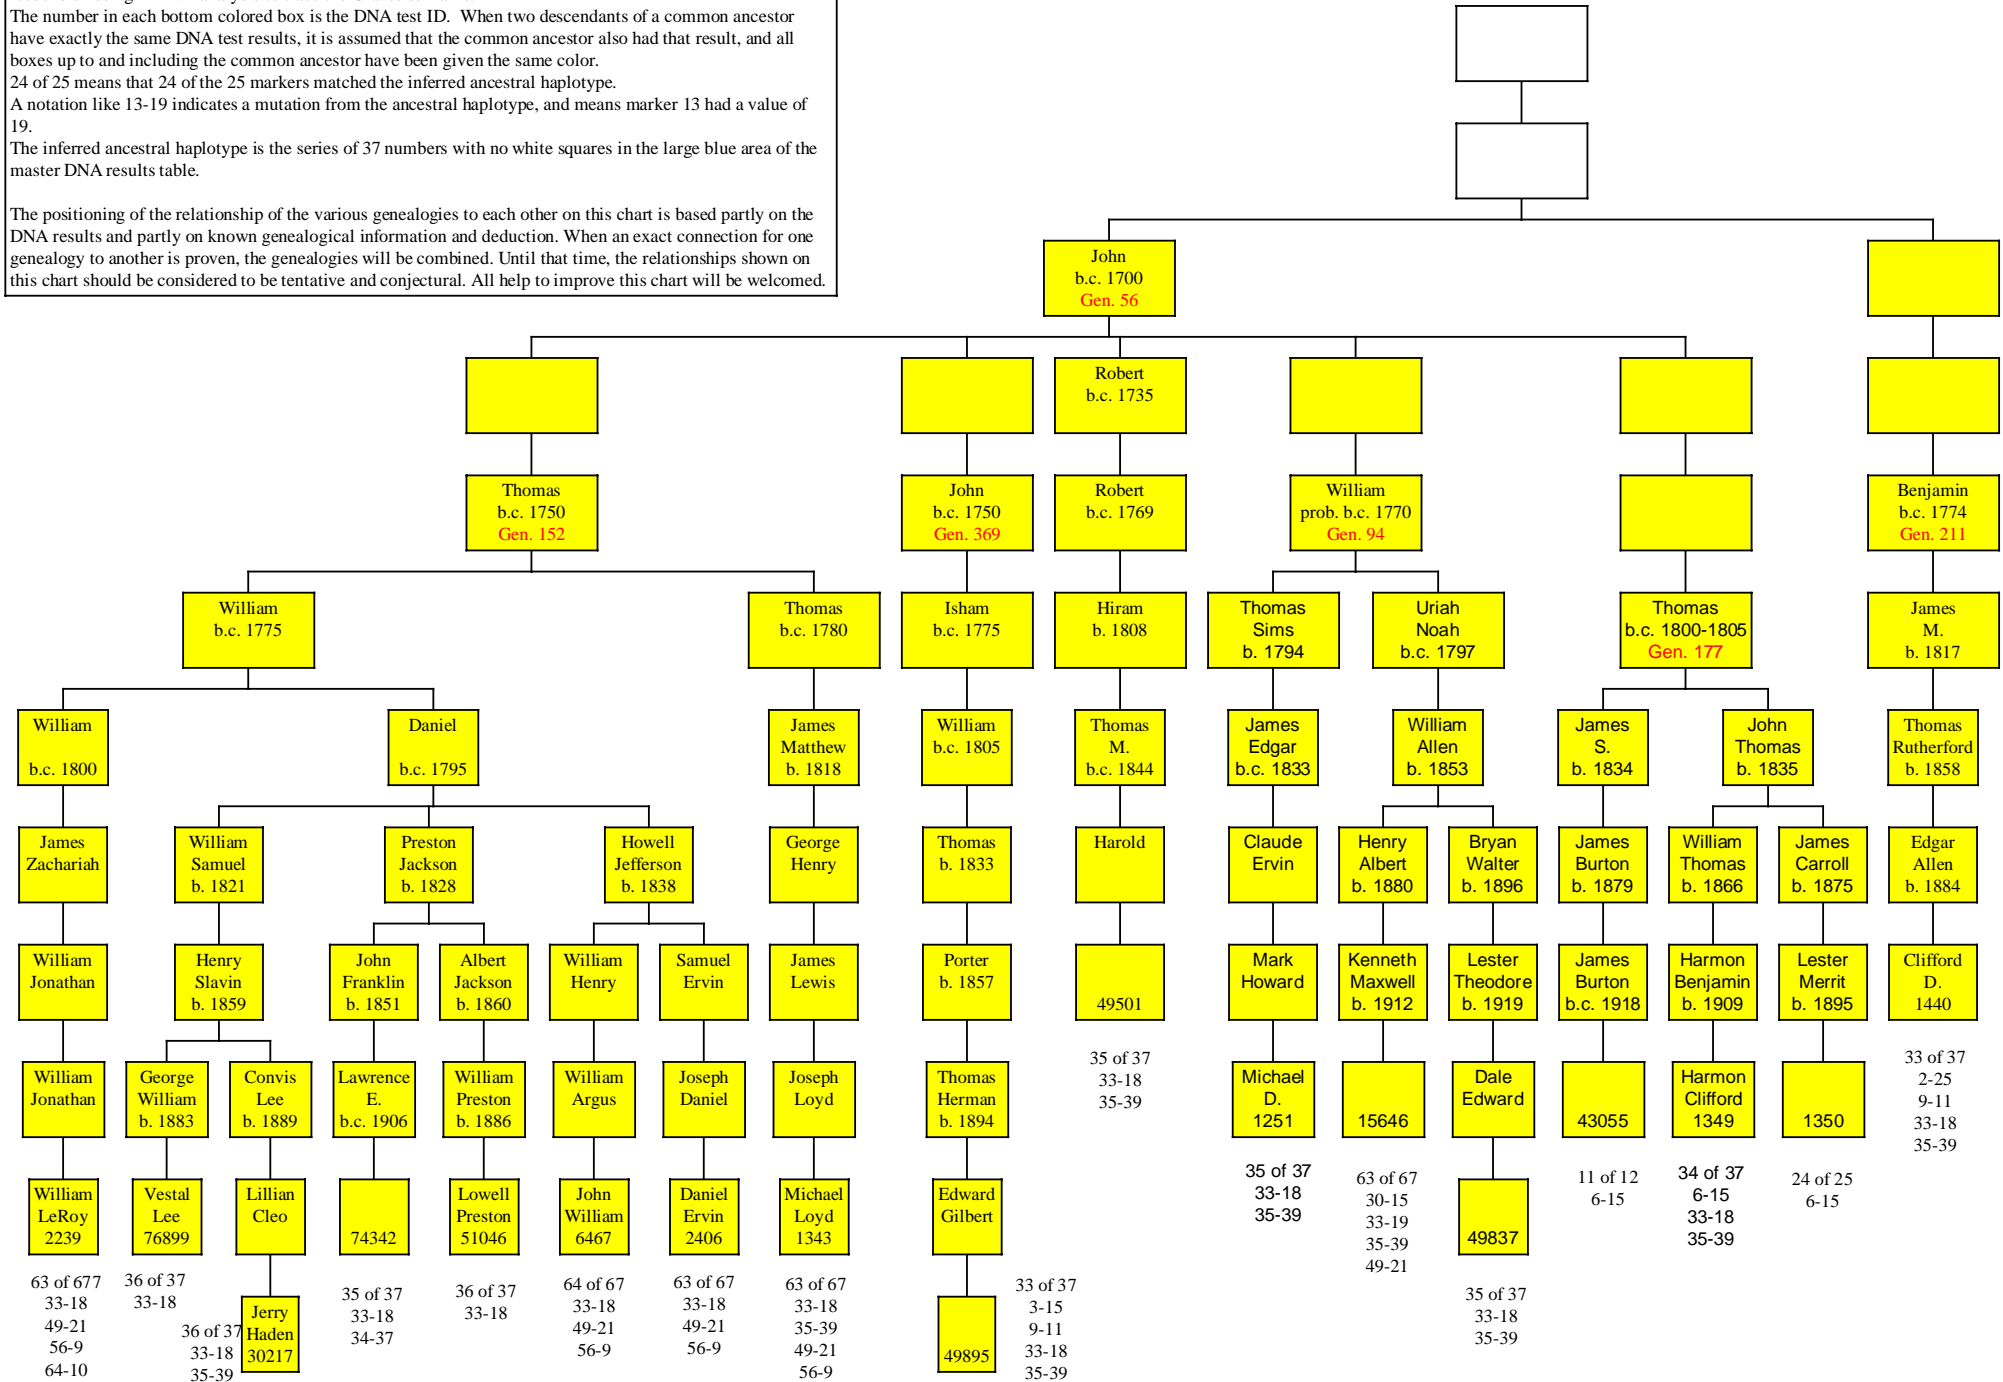 The number in each bottom colored box is the DNA test ID.  When two descendants of a common ancestor
have exactly the same DNA test results, it is assumed that the common ancestor also had that result, and all
boxes up to and including the common ancestor have been given the same color.
24 of 25 means that 24 of the 25 markers matched the inferred ancestral haplotype.
A notation like 13-19 indicates a mutation from the ancestral haplotype, and means marker 13 had a value of
19.
The inferred ancestral haplotype is the series of 37 numbers with no white squares in the large blue area of the
master DNA results table.
The positioning of the relationship of the various genealogies to each other on this chart is based partly on the
DNA results and partly on known genealogical information and deduction. When an exact connection for one
genealogy to another is proven, the genealogies will be combined. Until that time, the relationships shown on
this chart should be considered to be tentative and conjectural. All help to improve this chart will be welcomed.
John
b.c. 1700
Gen. 56
Robert
b.c. 1735
Thomas
b.c. 1750
Gen. 152
John
b.c. 1750
Gen. 369
Robert
b.c. 1769
William
prob. b.c. 1770
Gen. 94
Benjamin
b.c. 1774
Gen. 211
William
b.c. 1775
Thomas
b.c. 1780
Isham
b.c. 1775
Hiram
b. 1808
Thomas
Sims
b. 1794
Uriah
Noah
b.c. 1797
Thomas
b.c. 1800-1805
Gen. 177
James
M.
b. 1817
William
b.c. 1800
Daniel
b.c. 1795
James
Matthew
b. 1818
William
b.c. 1805
Thomas
M.
b.c. 1844
James
Edgar
b.c. 1833
William
Allen
b. 1853
James
S.
b. 1834
John
Thomas
b. 1835
Thomas
Rutherford
b. 1858
James
Zachariah
William
Samuel
b. 1821
Preston
Jackson
b. 1828
Howell
Jefferson
b. 1838
George
Henry
Thomas
b. 1833
Harold
Claude
Ervin
Henry
Albert
b. 1880
Bryan
Walter
b. 1896
James
Burton
b. 1879
William
Thomas
b. 1866
James
Carroll
b. 1875
Edgar
Allen
b. 1884
William
Jonathan
Henry
Slavin
b. 1859
John
Franklin
b. 1851
Albert
Jackson
b. 1860
William
Henry
Samuel
Ervin
James
Lewis
Porter
b. 1857
49501
Mark
Howard
Kenneth
Maxwell
b. 1912
Lester
Theodore
b. 1919
James
Burton
b.c. 1918
Harmon
Benjamin
b. 1909
Lester
Merrit
b. 1895
Clifford
D.
1440
35 of 37
33-18
35-39
33 of 37
2-25
9-11
33-18
35-39
William
Jonathan
George
William
b. 1883
Convis
Lee
b. 1889
Lawrence
E.
b.c. 1906
William
Preston
b. 1886
William
Argus
Joseph
Daniel
Joseph
Loyd
Thomas
Herman
b. 1894
Michael
D.
1251
15646
Dale
Edward
43055
Harmon
Clifford
1349
1350
35 of 37
33-18
35-39
63 of 67
30-15
33-19
35-39
49-21
11 of 12
6-15
34 of 37
6-15
33-18
35-39
24 of 25
6-15
William
LeRoy
2239
Vestal
Lee
76899
Lillian
Cleo
74342
Lowell
Preston
51046
John
William
6467
Daniel
Ervin
2406
Michael
Loyd
1343
Edward
Gilbert
49837
63 of 677
33-18
49-21
56-9
64-10
36 of 37
33-18
36 of 37
33-18
35-39
Jerry
Haden
30217
35 of 37
33-18
34-37
36 of 37
33-18
64 of 67
33-18
49-21
56-9
63 of 67
33-18
49-21
56-9
63 of 67
33-18
35-39
49-21
56-9
49895
33 of 37
3-15
9-11
33-18
35-39
35 of 37
33-18
35-39